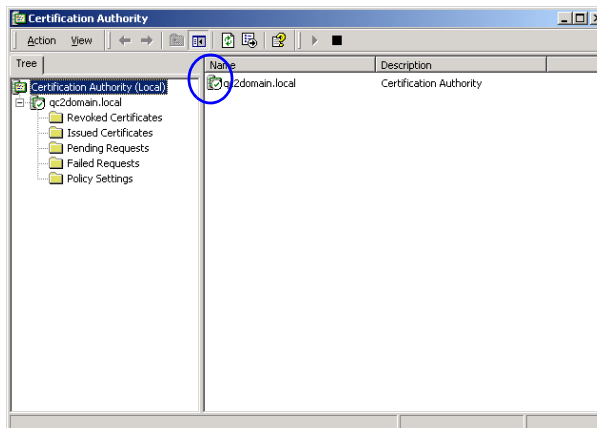 Certification Authority
Action View
Tree
Name Description
Certification Authority (Local)
qc2domain.local Certification Authority
qc2domain.local
Revoked Certificates
Issued Certificates
Pending Requests
Failed Requests
Policy Settings